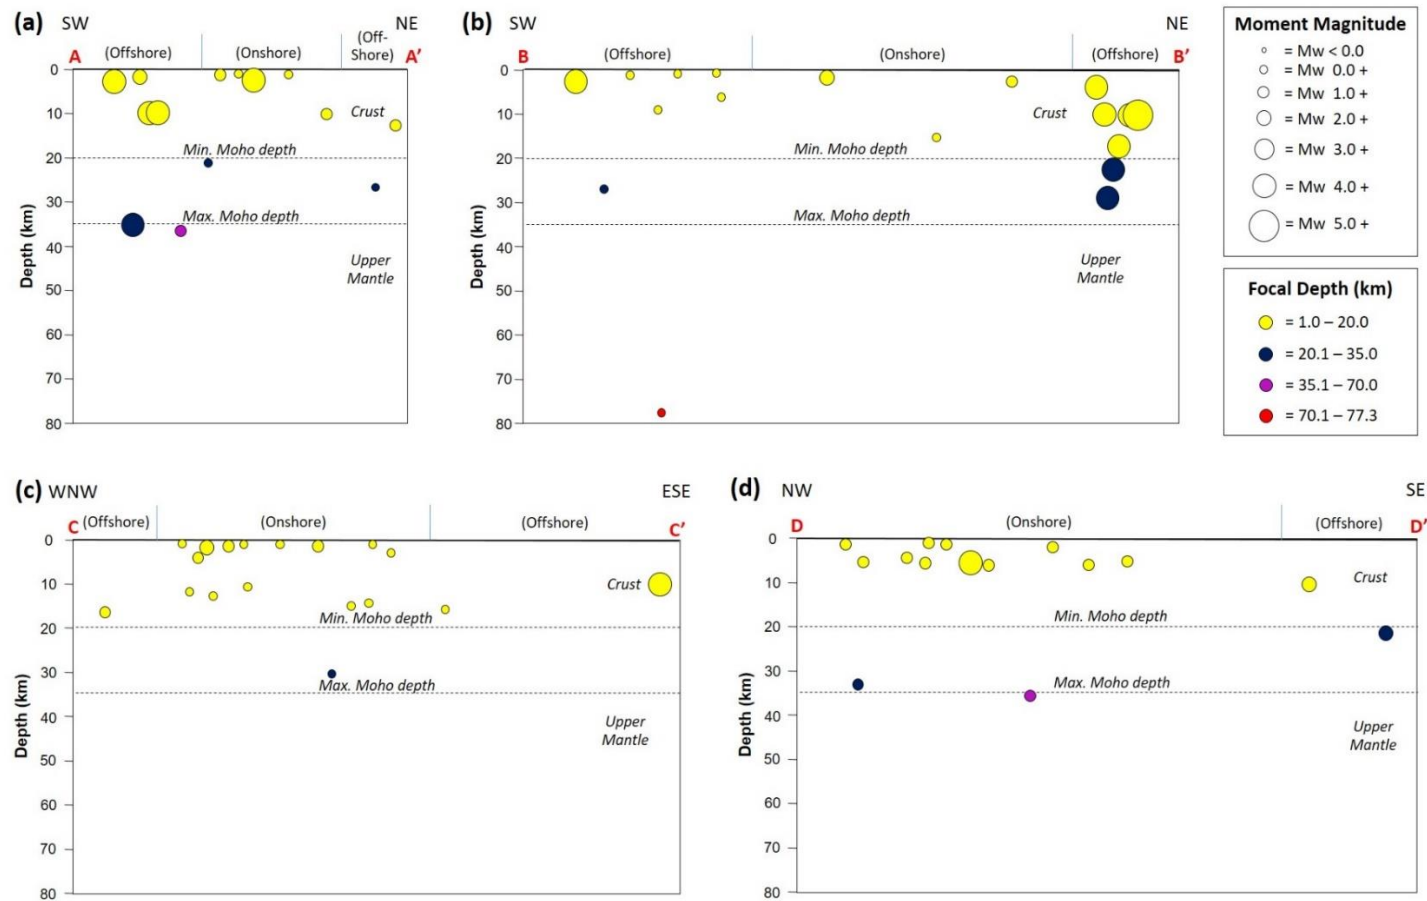 (a) SW NE
A (Offshore) (Onshore) (Off-
Shore) A’
0
10
20
30
40
50
60
70
80
Depth (km)
Crust
Min. Moho depth
Max. Moho depth
Upper
Mantle
(b) SW NE
B (Offshore) (Onshore) (Offshore) B’
0
10
20
30
40
50
60
70
80
Depth (km)
Crust
Min. Moho depth
Max. Moho depth
Upper
Mantle
Moment Magnitude
= Mw < 0.0
= Mw 0.0 +
= Mw 1.0 +
= Mw 2.0 +
= Mw 3.0 +
= Mw 4.0 +
= Mw 5.0 +
Focal Depth (km)
= 1.0 – 20.0
= 20.1 – 35.0
= 35.1 – 70.0
= 70.1 – 77.3
(c) WNW ESE
C (Offshore) (Onshore) (Offshore) C’
0
10
20
30
40
50
60
70
80
Depth (km)
Crust
Min. Moho depth
Max. Moho depth
Upper
Mantle
(d) NW SE
D (Onshore) (Offshore) D’
0
10
20
30
40
50
60
70
80
Depth (km)
Crust
Min. Moho depth
Max. Moho depth
Upper
Mantle